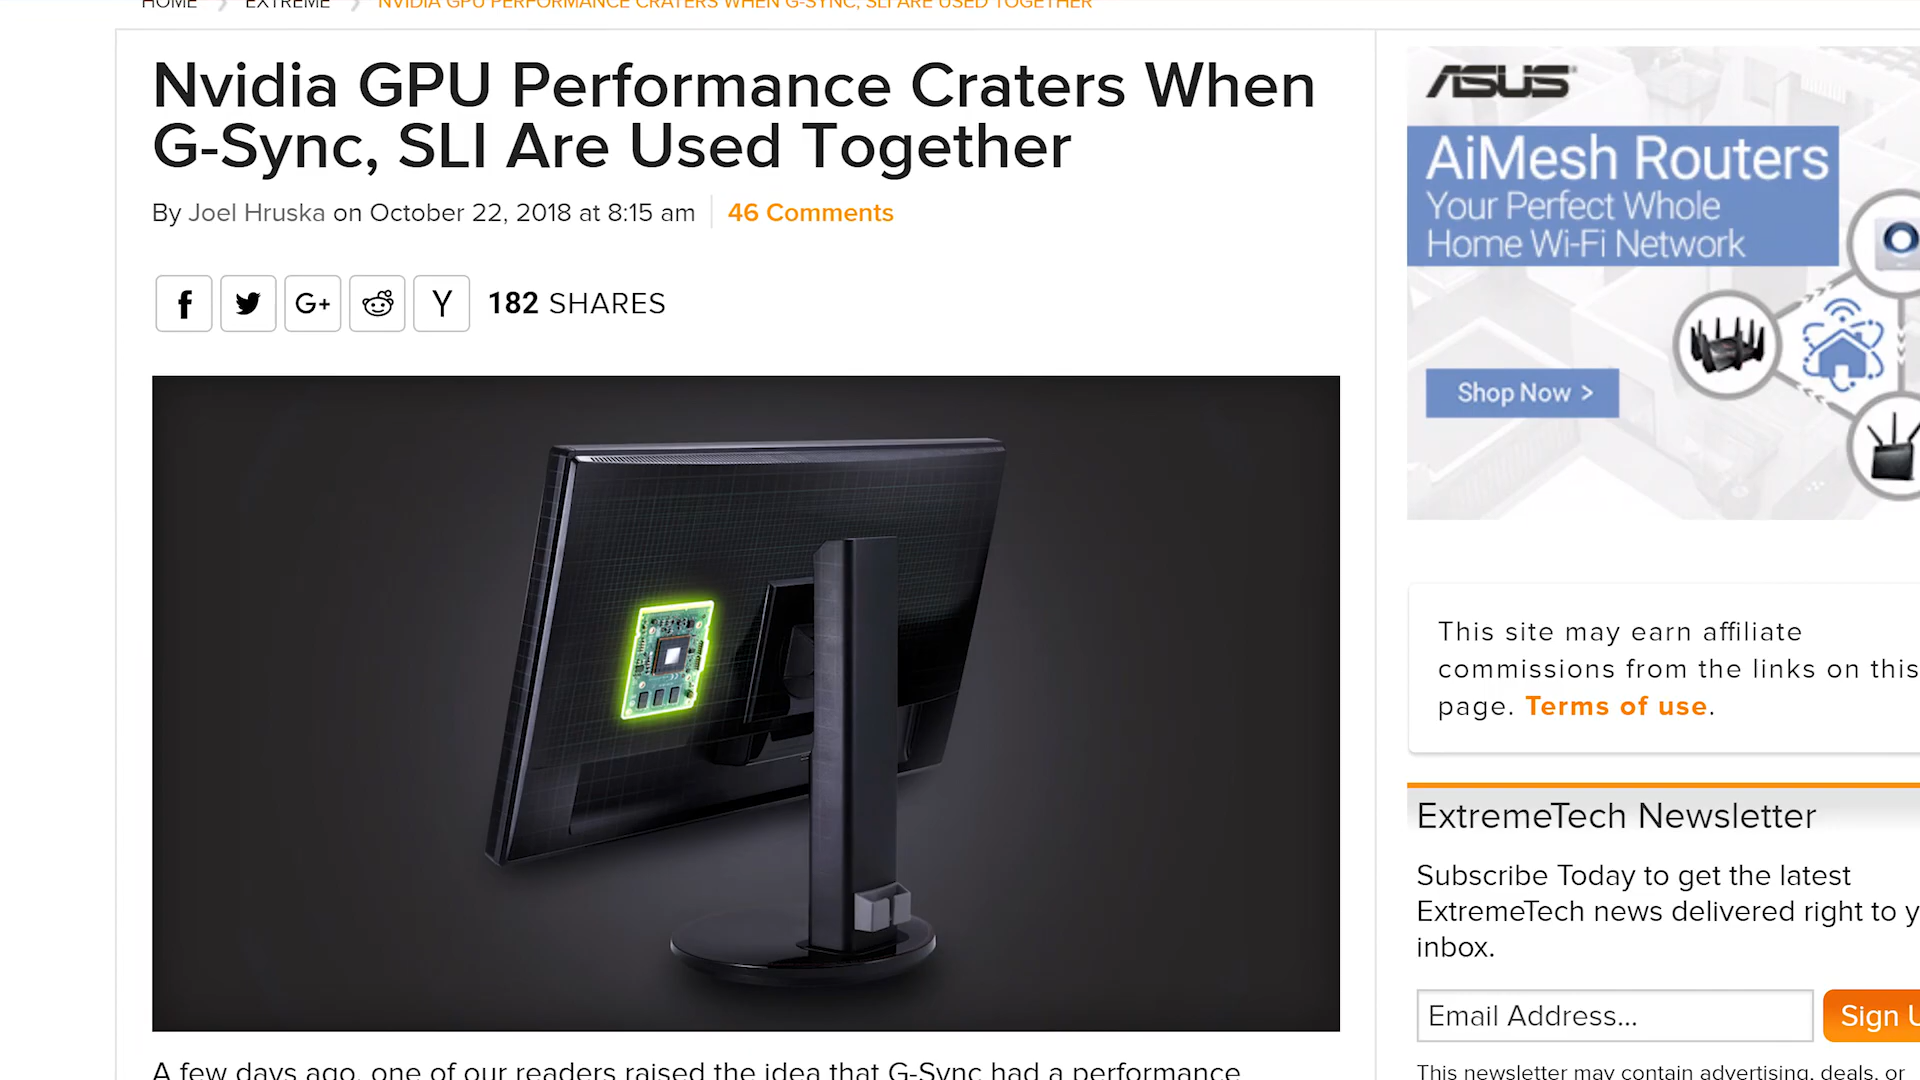 HOME > EXTREME > NVIDIA GPU PERFORMANCE CRATERS WHEN G-SYNC, SLI ARE USED TOGETHER
Nvidia GPU Performance Craters When
G-Sync, SLI Are Used Together
By Joel Hruska on October 22, 2018 at 8:15 am | 46 Comments
f G+ Y 182 SHARES
A few days ago, one of our readers raised the idea that G-Sync had a performance
ASUS
AiMesh Routers
Your Perfect Whole
Home Wi-Fi Network
Shop Now >
This site may earn affiliate
commissions from the links on this
page. Terms of use.
ExtremeTech Newsletter
Subscribe Today to get the latest
ExtremeTech news delivered right to y
inbox.
Email Address...
Sign U
This newsletter may contain advertising, deals, or